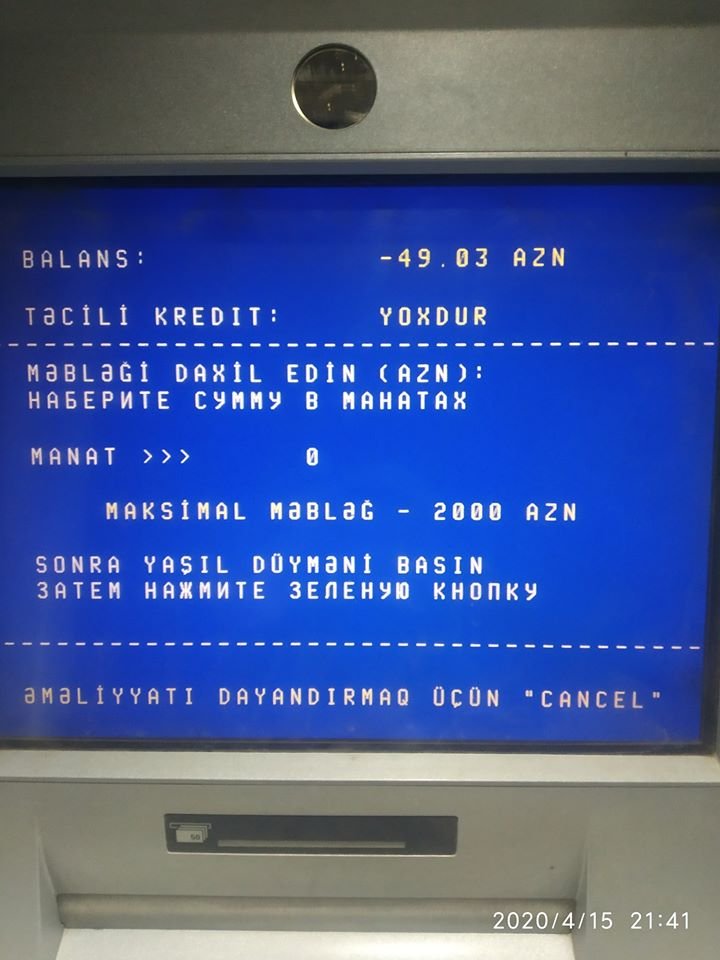 BALANS: -49.03 AZN
TƏCİLİ KREDIT: YOXDUR
MƏBLƏĞİ DAXİL EDİN (AZN):
НАБЕРИТЕ СУММУ В МАНАТАХ
MANAT >>> 0
MAKSİMAL MƏBLƏĞ - 2000 AZN
SONRA YAŞIL DÜYMƏNİ BASIN
ЗАТЕМ НАЖМИТЕ ЗЕЛЕНУЮ КНОПКУ
ƏMƏLİYYATI DAYANDIRMAQ ÜÇÜN "CANCEL"
50
2020/4/15 21:41